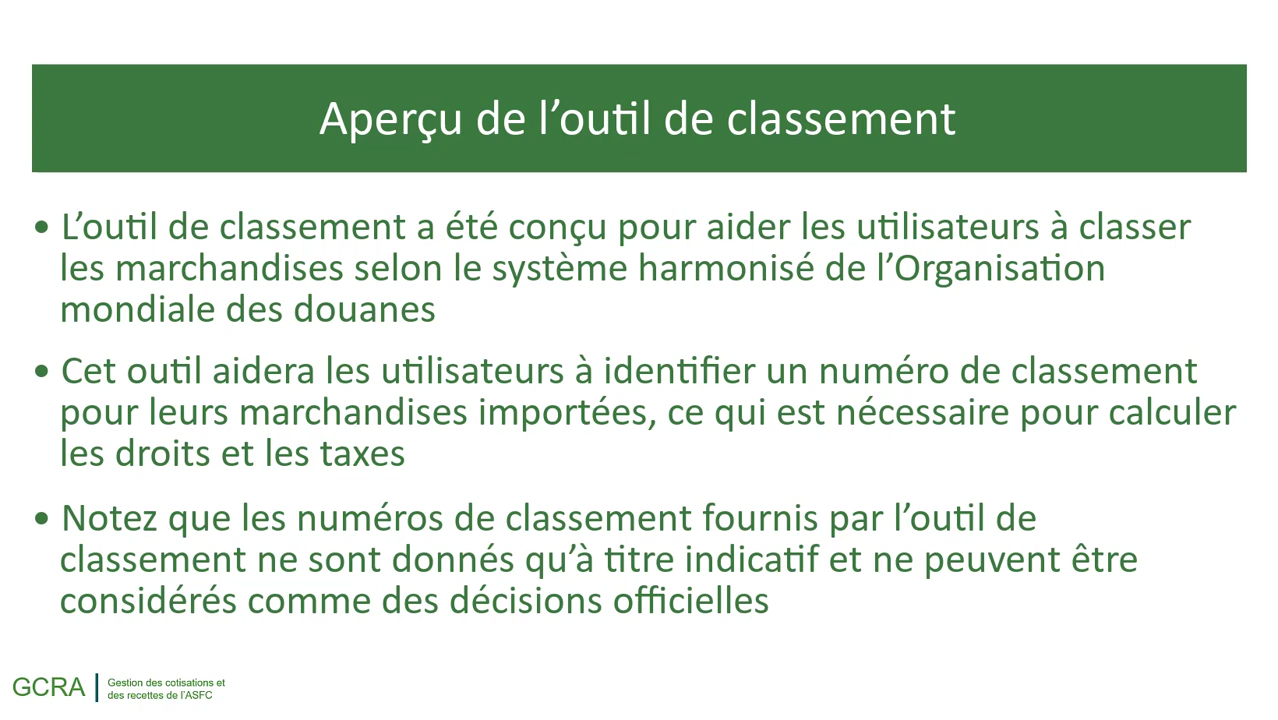 Aperçu de l’outil de classement
• L’outil de classement a été conçu pour aider les utilisateurs à classer
les marchandises selon le système harmonisé de l’Organisation
mondiale des douanes
• Cet outil aidera les utilisateurs à identifier un numéro de classement
pour leurs marchandises importées, ce qui est nécessaire pour calculer
les droits et les taxes
• Notez que les numéros de classement fournis par l’outil de
classement ne sont donnés qu’à titre indicatif et ne peuvent être
considérés comme des décisions officielles
GCRA | Gestion des cotisations et
des recettes de l’ASFC